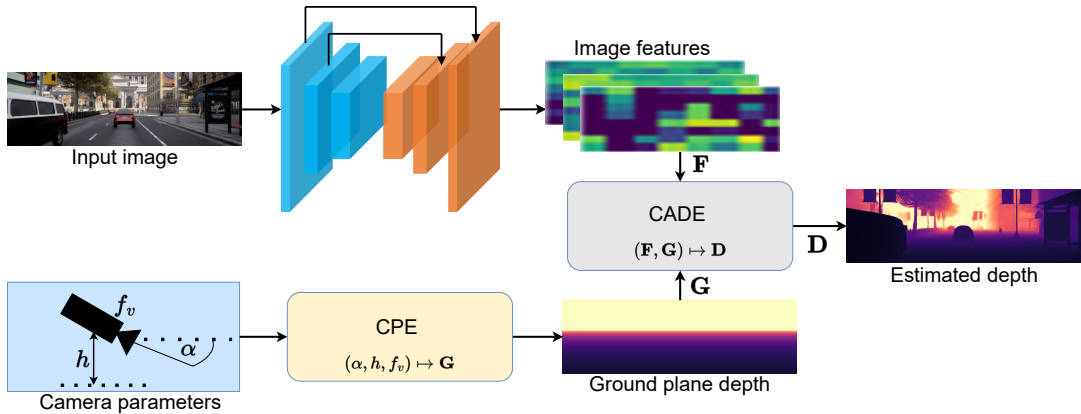 Image features
Input image
F
CADE
(F, G) ↦ D
D
Estimated depth
G
f_v
α
h
CPE
(α, h, f_v) ↦ G
Ground plane depth
Camera parameters